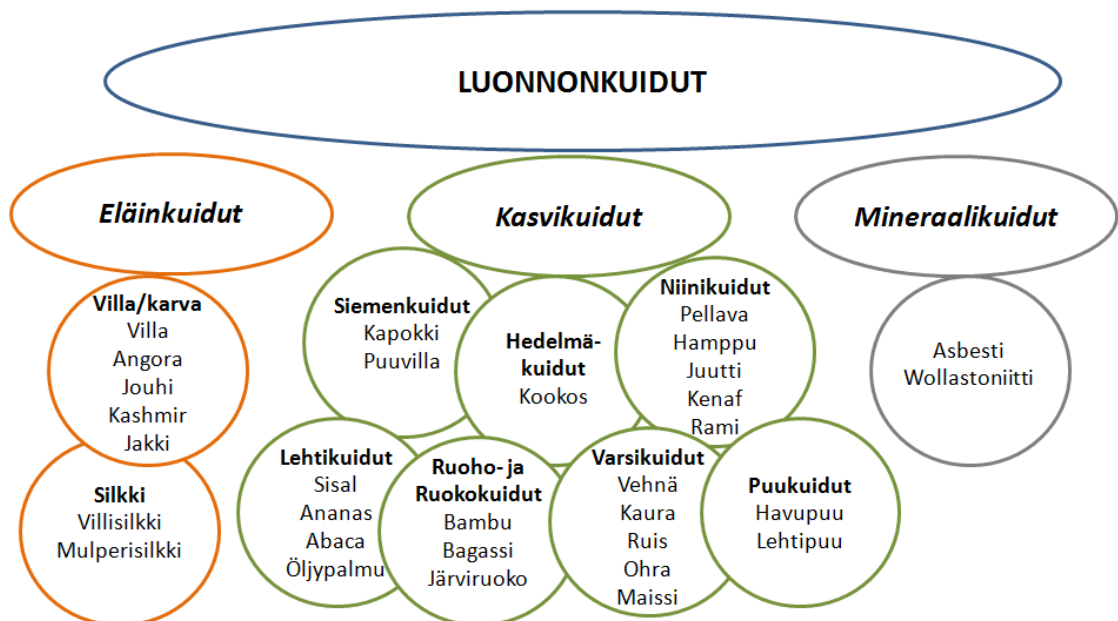 LUONNONKUIDUT
Eläinkuidut
Kasvikuidut
Mineraalikuidut
Villa/karva
Villa
Angora
Jouhi
Kashmir
Jakki
Silkki
Villisilkki
Mulperisilkki
Siemenkuidut
Kapokki
Puuvilla
Hedelmä-
kuidut
Kookos
Niinikuidut
Pellava
Hamppu
Juutti
Kenaf
Rami
Lehtikuidut
Sisal
Ananas
Abaca
Öljypalmu
Ruoho- ja
Ruokokuidut
Bambu
Bagassi
Järviruoko
Varsikuidut
Vehnä
Kaura
Ruis
Ohra
Maissi
Puukuidut
Havupuu
Lehtipuu
Asbesti
Wollastoniitti